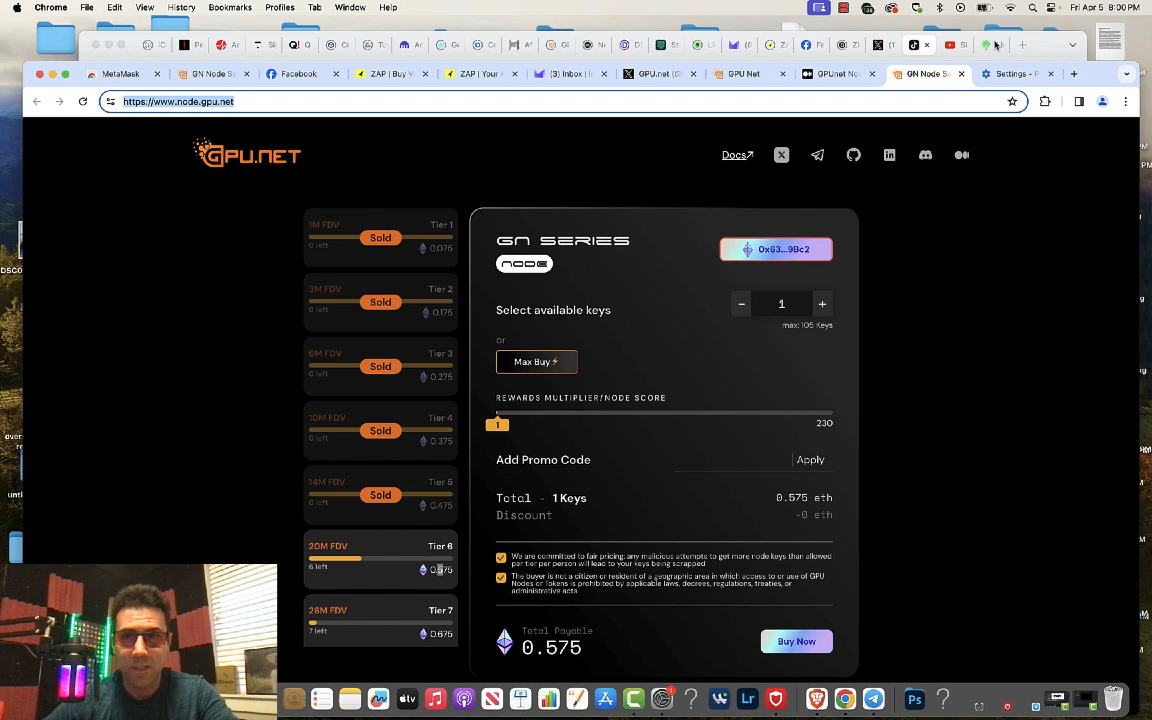 Chrome File Edit View History Bookmarks Profiles Tab Window Help Fri Apr 5 8:00 PM
MetaMask GN Node Sa Facebook ZAP | Buy V ZAP | Your A (3) Inbox | GPU.net (@ GPU Net GPUnet Noc GN Node Sa Settings - P
https://www.node.gpu.net
GPU.NET
Docs
1M FDV Tier 1
Sold
0 left 0.075
3M FDV Tier 2
Sold
0 left 0.175
6M FDV Tier 3
Sold
0 left 0.275
10M FDV Tier 4
Sold
0 left 0.375
14M FDV Tier 5
Sold
0 left 0.475
20M FDV Tier 6
6 left 0.575
26M FDV Tier 7
7 left 0.675
GN SERIES
NODE
0x63...9Bc2
Select available keys - 1 +
max: 105 Keys
or
Max Buy
REWARDS MULTIPLIER/NODE SCORE
1 230
Add Promo Code Apply
Total - 1 Keys 0.575 eth
Discount -0 eth
We are committed to fair pricing; any malicious attempts to get more node keys than allowed
per tier per person will lead to your keys being scrapped
The buyer is not a citizen or resident of a geographic area in which access to or use of GPU
Nodes or Tokens is prohibited by applicable laws, decrees, regulations, treaties, or
administrative acts
Total Payable
0.575
Buy Now
tv Lr Ps